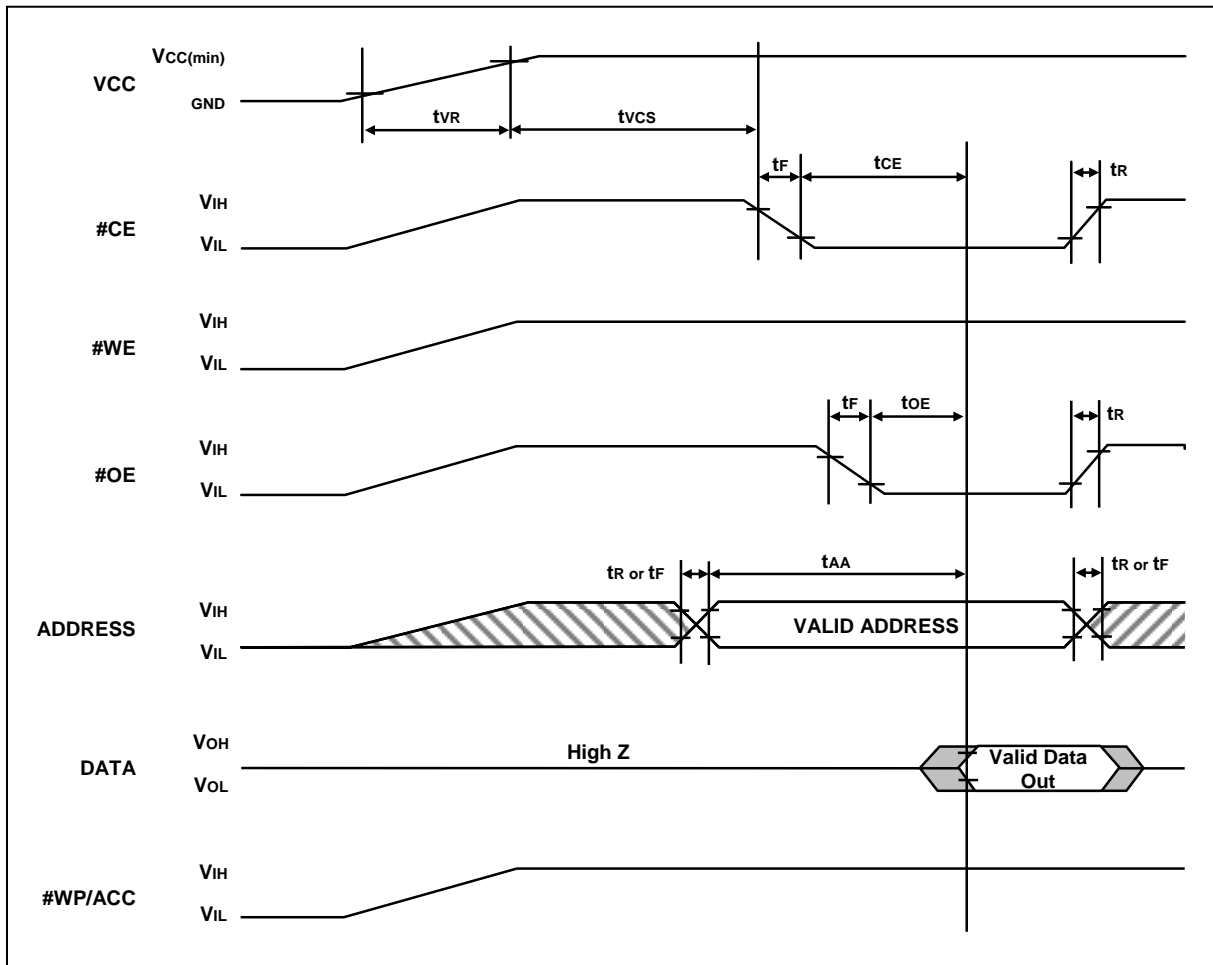 VCC(min)
VCC
GND
tVR
tVCS
tF
tCE
tR
VIH
#CE
VIL
VIH
#WE
VIL
tF
tOE
tR
VIH
#OE
VIL
tR or tF
tAA
tR or tF
VIH
ADDRESS
VALID ADDRESS
VIL
VOH
High Z
DATA
Valid Data
Out
VOL
VIH
#WP/ACC
VIL